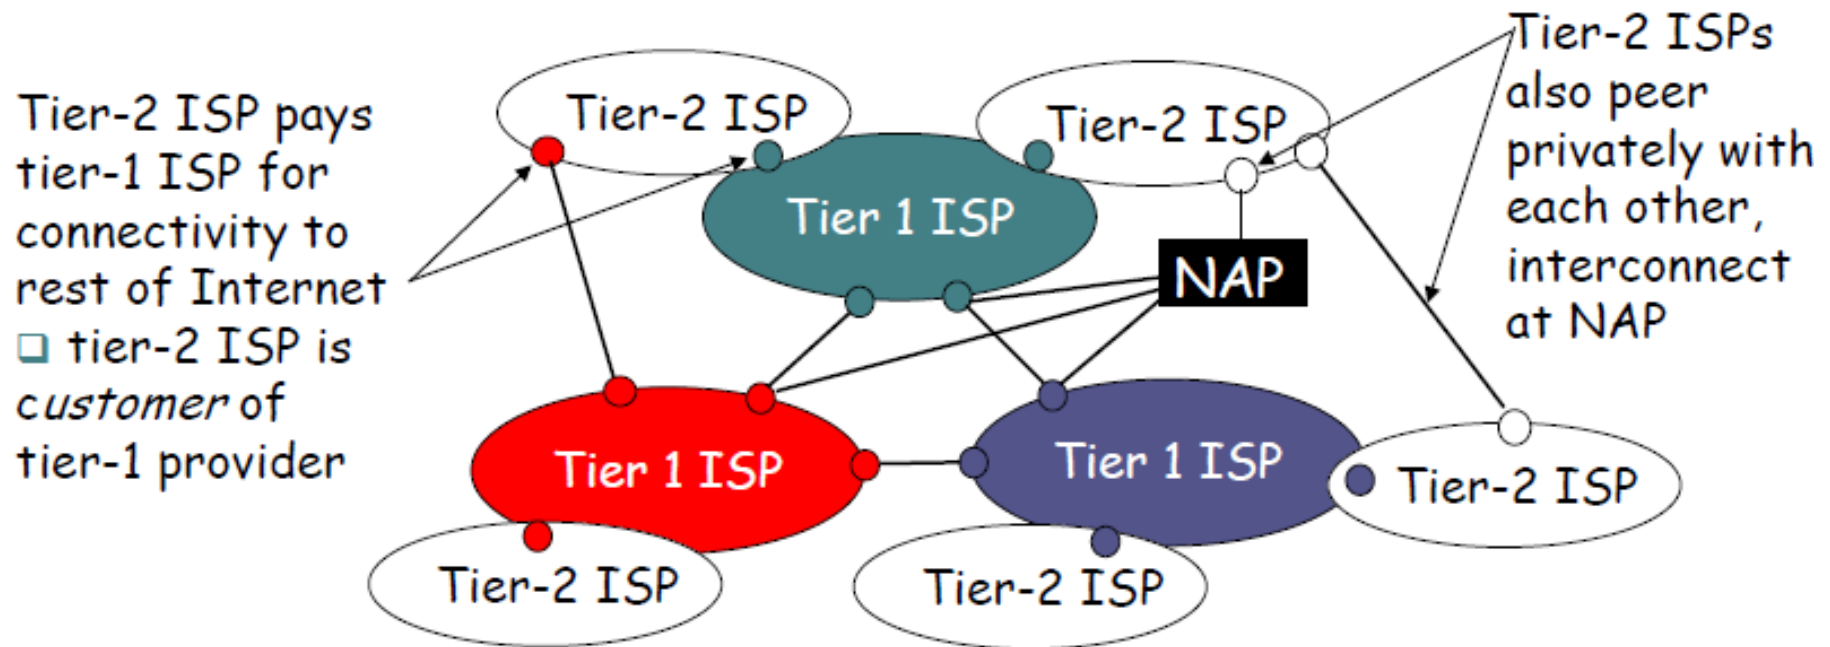 Tier-2 ISP pays
tier-1 ISP for
connectivity to
rest of Internet
❑ tier-2 ISP is
customer of
tier-1 provider
Tier-2 ISP
Tier-2 ISP
Tier 1 ISP
NAP
Tier-2 ISPs
also peer
privately with
each other,
interconnect
at NAP
Tier 1 ISP
Tier 1 ISP
Tier-2 ISP
Tier-2 ISP
Tier-2 ISP